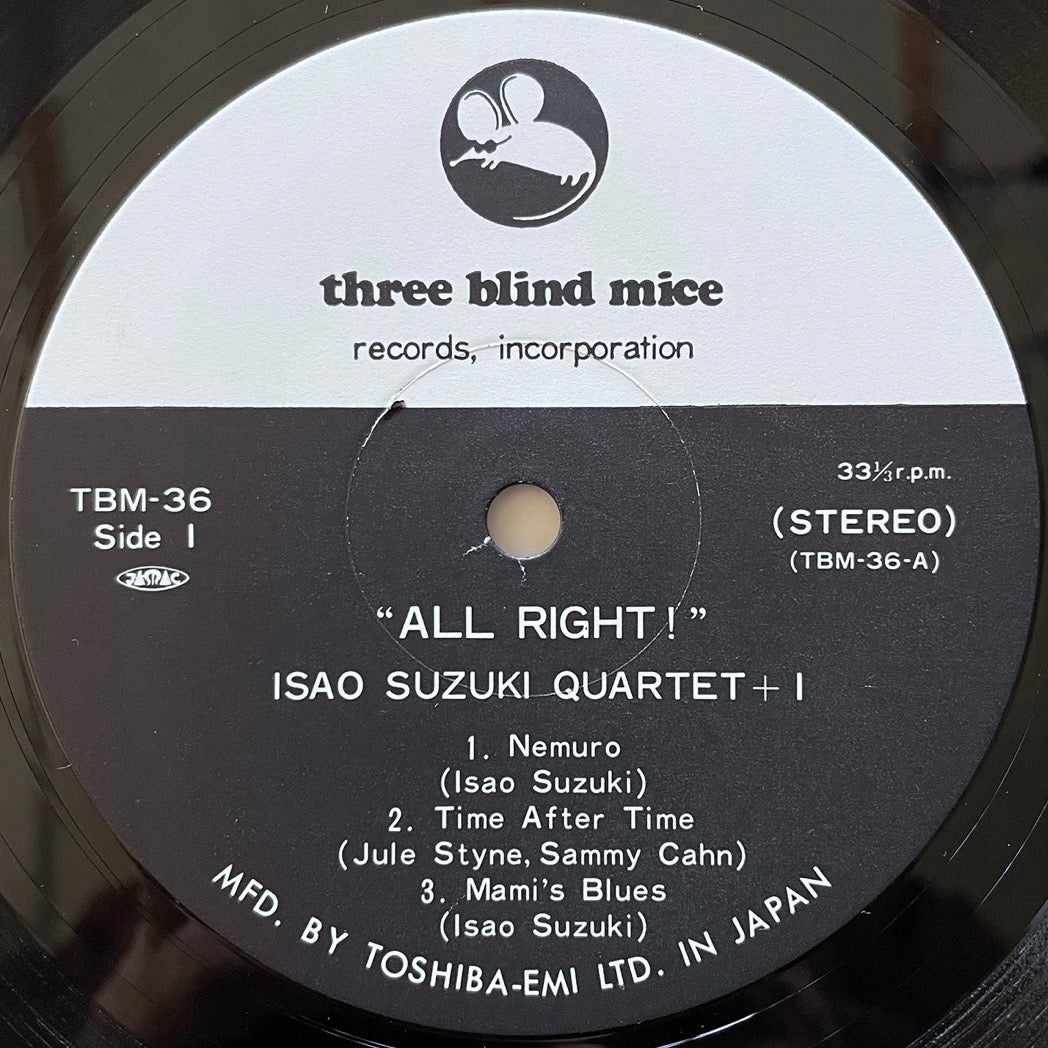 three blind mice
records, incorporation
33⅓ r.p.m.
TBM-36
Side 1
(STEREO)
(TBM-36-A)
JASRAC
“ALL RIGHT!”
ISAO SUZUKI QUARTET + 1
1. Nemuro
(Isao Suzuki)
2. Time After Time
(Jule Styne, Sammy Cahn)
3. Mami's Blues
(Isao Suzuki)
MFD. BY TOSHIBA-EMI LTD. IN JAPAN